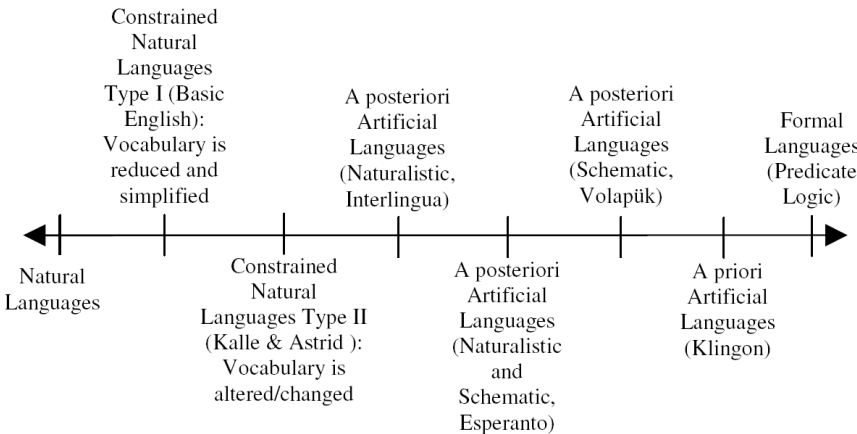 Constrained
Natural
Languages
Type I (Basic
English):
Vocabulary is
reduced and
simplified
A posteriori
Artificial
Languages
(Naturalistic,
Interlingua)
A posteriori
Artificial
Languages
(Schematic,
Volapük)
Formal
Languages
(Predicate
Logic)
Natural
Languages
Constrained
Natural
Languages Type II
(Kalle & Astrid ):
Vocabulary is
altered/changed
A posteriori
Artificial
Languages
(Naturalistic
and
Schematic,
Esperanto)
A priori
Artificial
Languages
(Klingon)